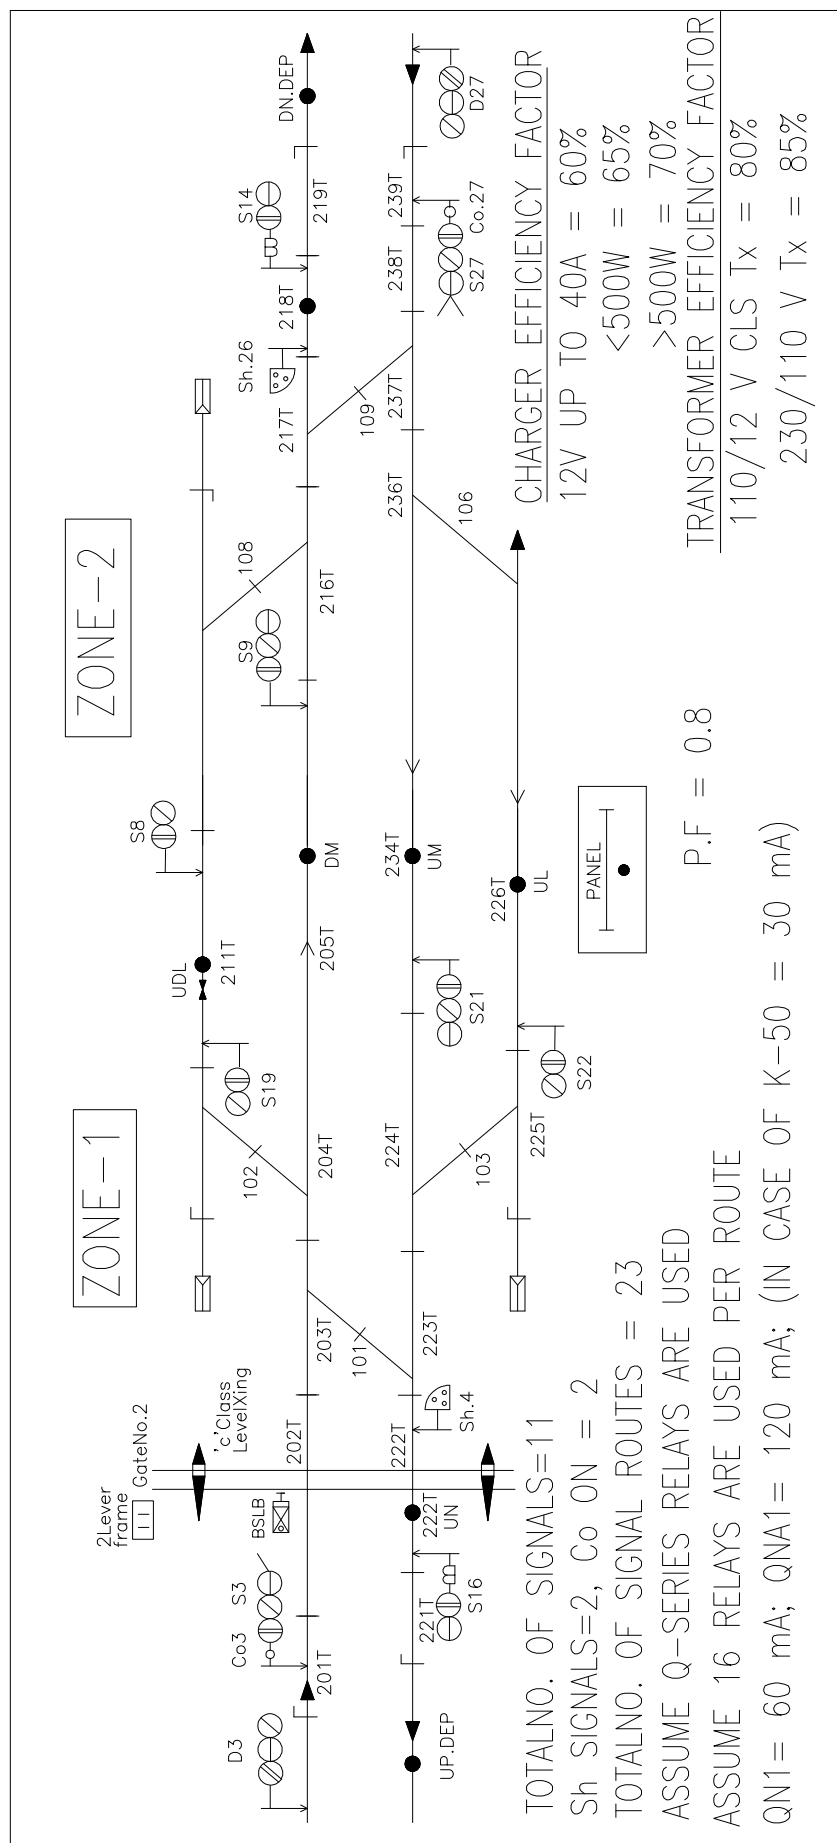 ZONE-1
ZONE-2
2Lever
frame
GateNo.2
'c'Class
LevelXing
UDL
211T
S19
S8
102
108
D3
Co3
S3
BSLB
201T
202T
203T
204T
205T
DM
S9
216T
217T
Sh.26
218T
S14
219T
DN.DEP
101
109
UP.DEP
221T
S16
222T
UN
222T
Sh.4
223T
224T
S21
234T
UM
236T
237T
238T
239T
S27
Co.27
D27
103
106
225T
S22
226T
UL
PANEL
TOTALNO. OF SIGNALS=11
Sh SIGNALS=2, Co ON = 2
TOTALNO. OF SIGNAL ROUTES = 23
ASSUME Q-SERIES RELAYS ARE USED
ASSUME 16 RELAYS ARE USED PER ROUTE
QN1= 60 mA; QNA1= 120 mA; (IN CASE OF K-50 = 30 mA)
P.F = 0.8
CHARGER EFFICIENCY FACTOR
12V UP TO 40A = 60%
<500W = 65%
>500W = 70%
TRANSFORMER EFFICIENCY FACTOR
110/12 V CLS Tx = 80%
230/110 V Tx = 85%